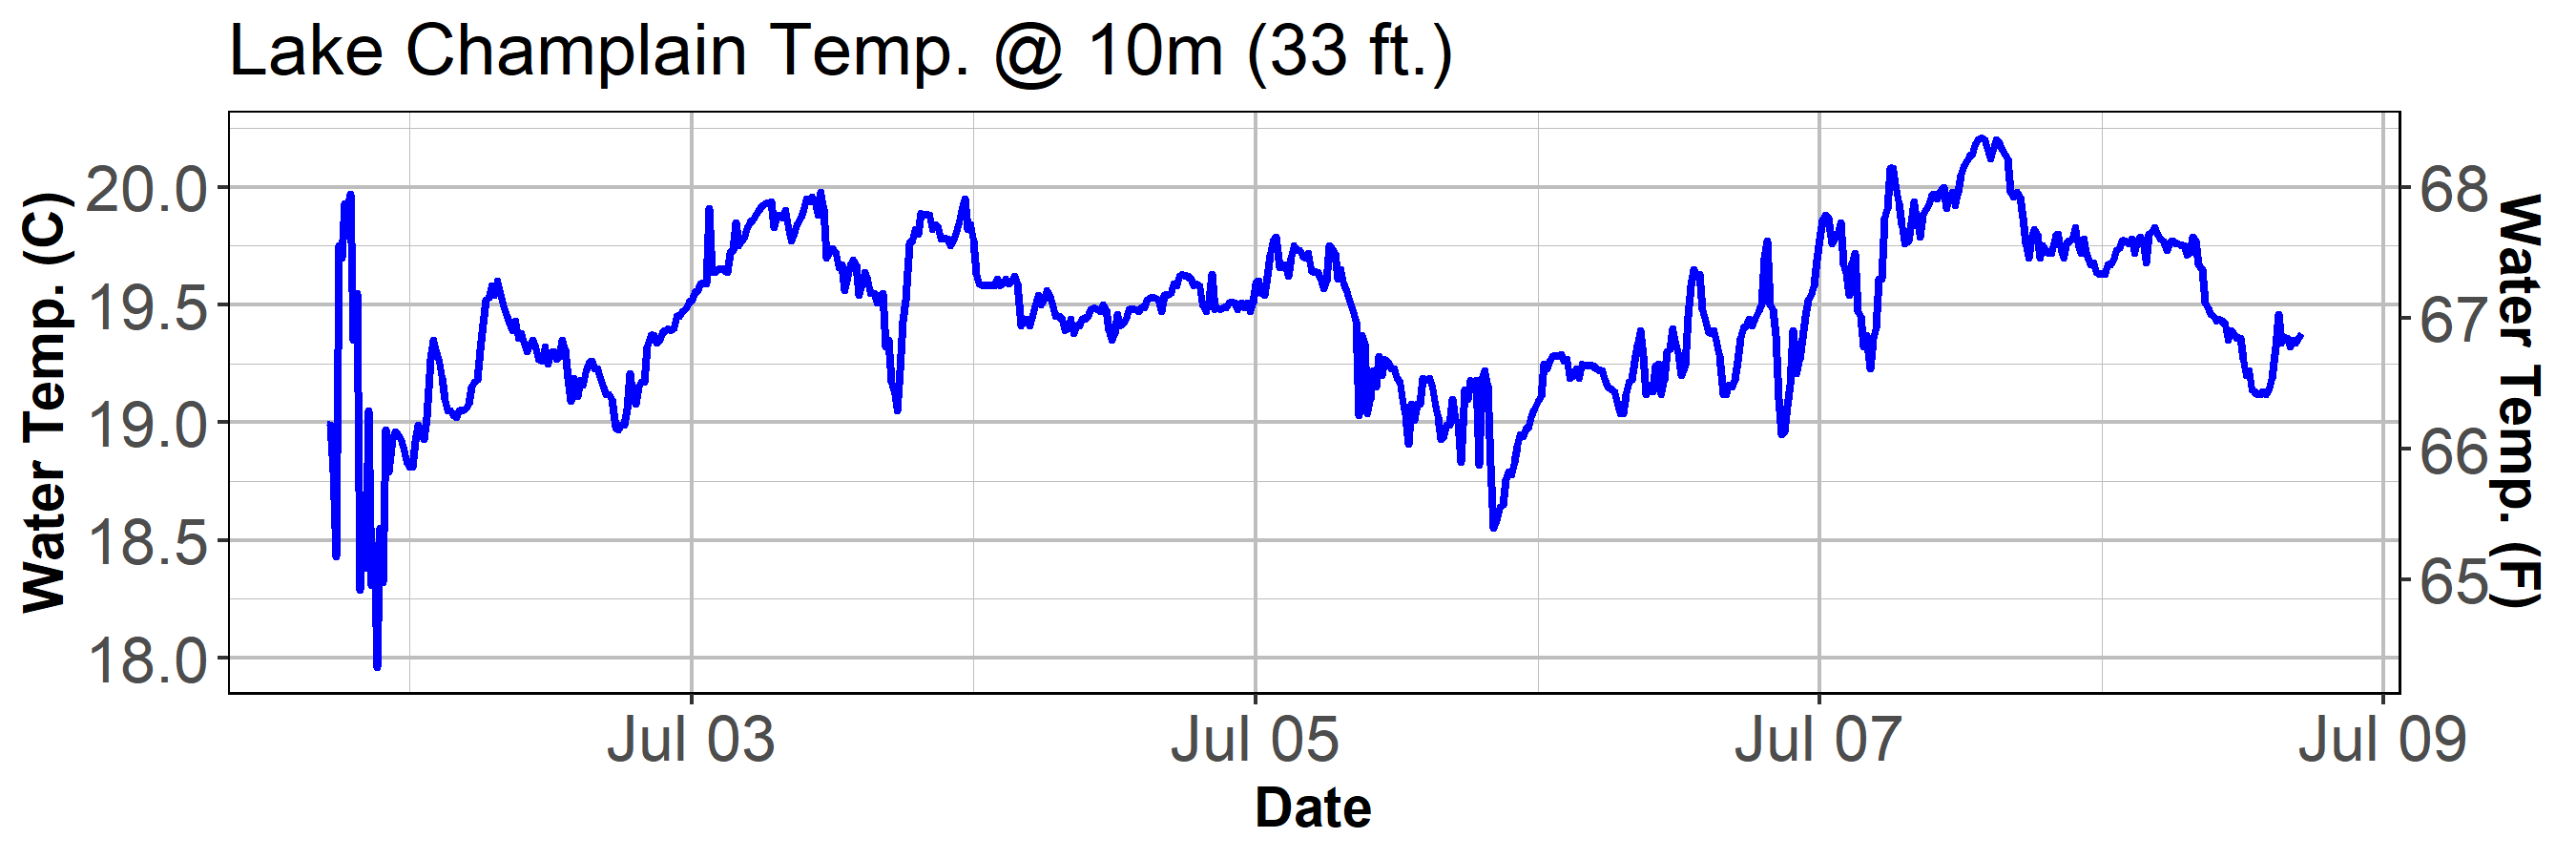 Lake Champlain Temp. @ 10m (33 ft.)
Water Temp. (C)
20.0
19.5
19.0
18.5
18.0
68
67
66
65
Water Temp. (F)
Jul 03
Jul 05
Jul 07
Jul 09
Date